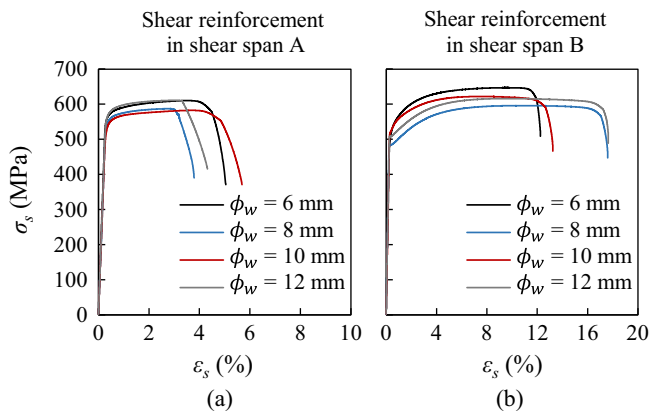 Shear reinforcement
in shear span A
Shear reinforcement
in shear span B
700
600
500
400
300
200
100
0
σs (MPa)
ϕw = 6 mm
ϕw = 8 mm
ϕw = 10 mm
ϕw = 12 mm
0 2 4 6 8 10
εs (%)
(a)
ϕw = 6 mm
ϕw = 8 mm
ϕw = 10 mm
ϕw = 12 mm
0 4 8 12 16 20
εs (%)
(b)